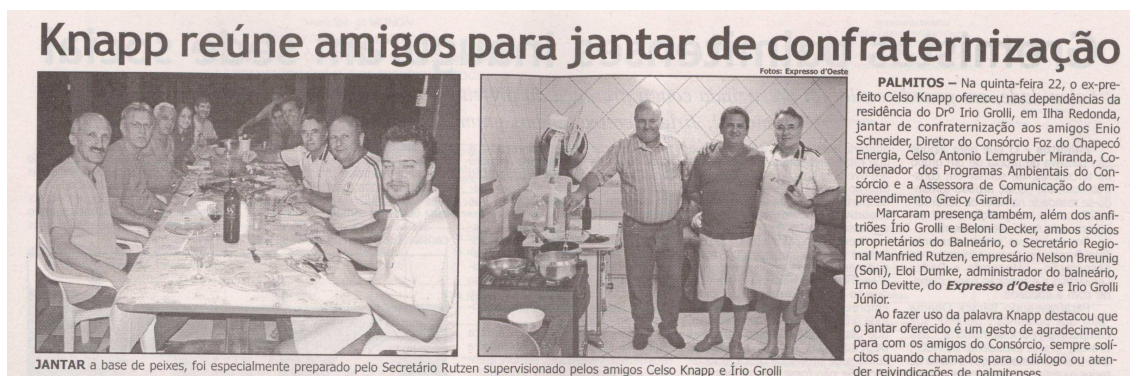 Knapp reúne amigos para jantar de confraternização
Fotos: Expresso d'Oeste
JANTAR a base de peixes, foi especialmente preparado pelo Secretário Rutzen supervisionado pelos amigos Celso Knapp e Írio Grolli
PALMITOS – Na quinta-feira 22, o ex-pre-
feito Celso Knapp ofereceu nas dependências da
residência do Drº Irio Grolli, em Ilha Redonda,
jantar de confraternização aos amigos Enio
Schneider, Diretor do Consórcio Foz do Chapecó
Energia, Celso Antonio Lemgruber Miranda, Co-
ordenador dos Programas Ambientais do Con-
sórcio e a Assessora de Comunicação do em-
preendimento Greicy Girardi.
Marcaram presença também, além dos anfi-
triões Írio Grolli e Beloni Decker, ambos sócios
proprietários do Balneário, o Secretário Regio-
nal Manfried Rutzen, empresário Nelson Breunig
(Soni), Eloi Dumke, administrador do balneário,
Irno Devitte, do Expresso d'Oeste e Irio Grolli
Júnior.
Ao fazer uso da palavra Knapp destacou que
o jantar oferecido é um gesto de agradecimento
para com os amigos do Consórcio, sempre solí-
citos quando chamados para o diálogo ou aten-
der reivindicações de palmitenses.